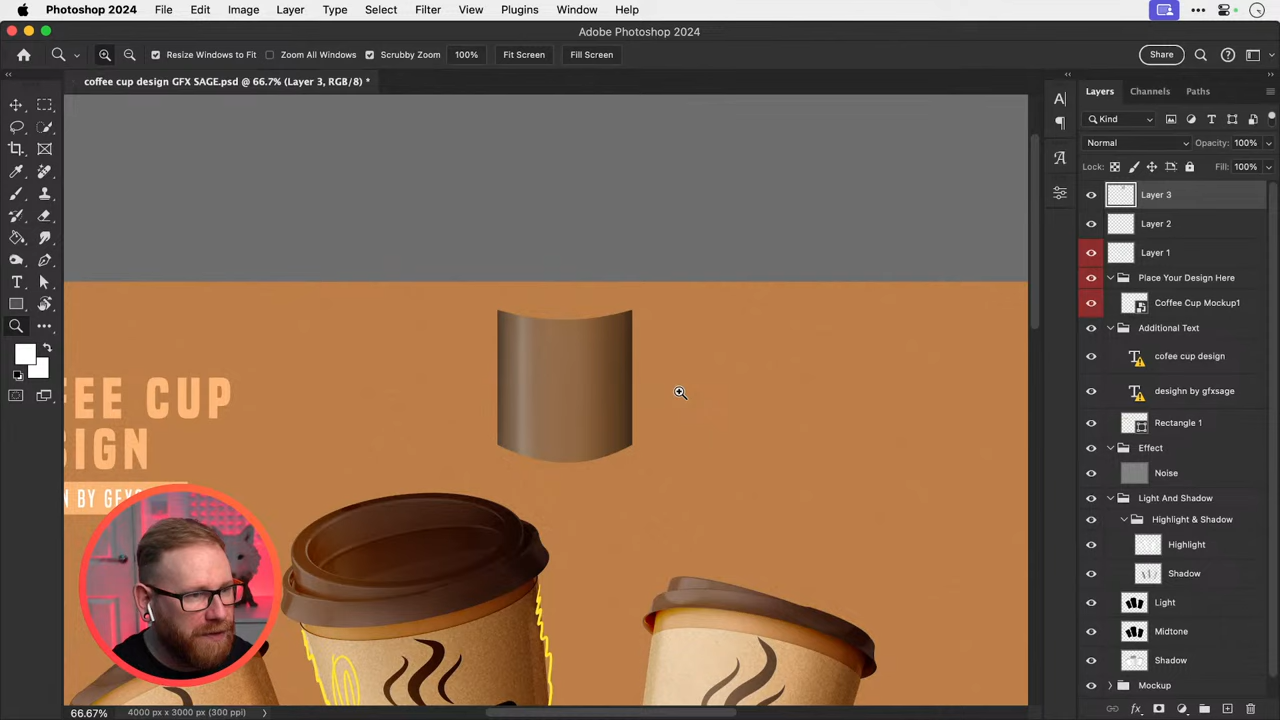 Photoshop 2024 File Edit Image Layer Type Select Filter View Plugins Window Help
Adobe Photoshop 2024
Resize Windows to Fit Zoom All Windows Scrubby Zoom 100% Fit Screen Fill Screen Share
coffee cup design GFX SAGE.psd @ 66.7% (Layer 3, RGB/8) *
Layers Channels Paths
Kind
Normal Opacity: 100%
Lock: Fill: 100%
Layer 3
Layer 2
Layer 1
Place Your Design Here
Coffee Cup Mockup1
Additional Text
cofee cup design
designh by gfxsage
Rectangle 1
Effect
Noise
Light And Shadow
Highlight & Shadow
Highlight
Shadow
Light
Midtone
Shadow
Mockup
FEE CUP
SIGN
N BY GFXS
66.67% 4000 px x 3000 px (300 ppi)